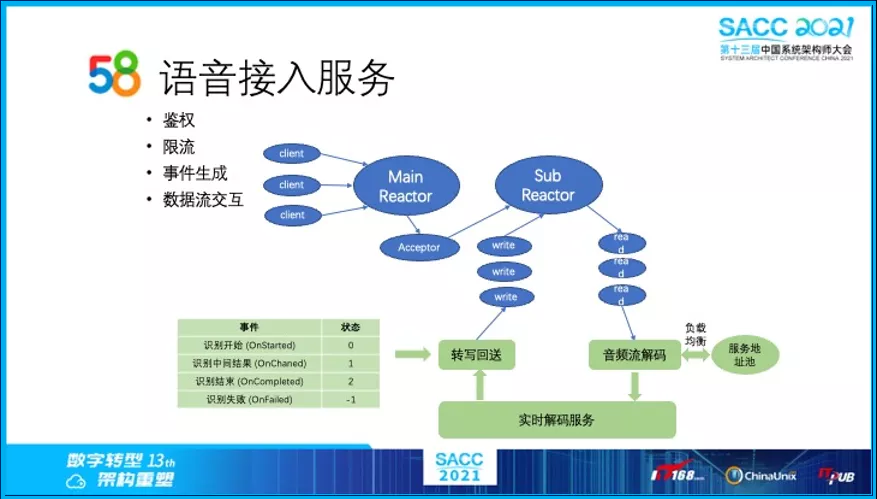 SACC 2021
第十三届中国系统架构师大会
SYSTEM ARCHITECT CONFERENCE CHINA 2021
58 语音接入服务
• 鉴权
• 限流
• 事件生成
• 数据流交互
client
client
client
Main
Reactor
Sub
Reactor
Acceptor
write
write
write
rea
d
rea
d
rea
d
事件 状态
识别开始 (OnStarted) 0
识别中间结果 (OnChaned) 1
识别结束 (OnCompleted) 2
识别失败 (OnFailed) -1
转写回送
音频流解码
负载
均衡
服务地
址池
实时解码服务
数字转型 13th
架构重塑
SACC
2021
IT168.com
ChinaUnix
ITPUB